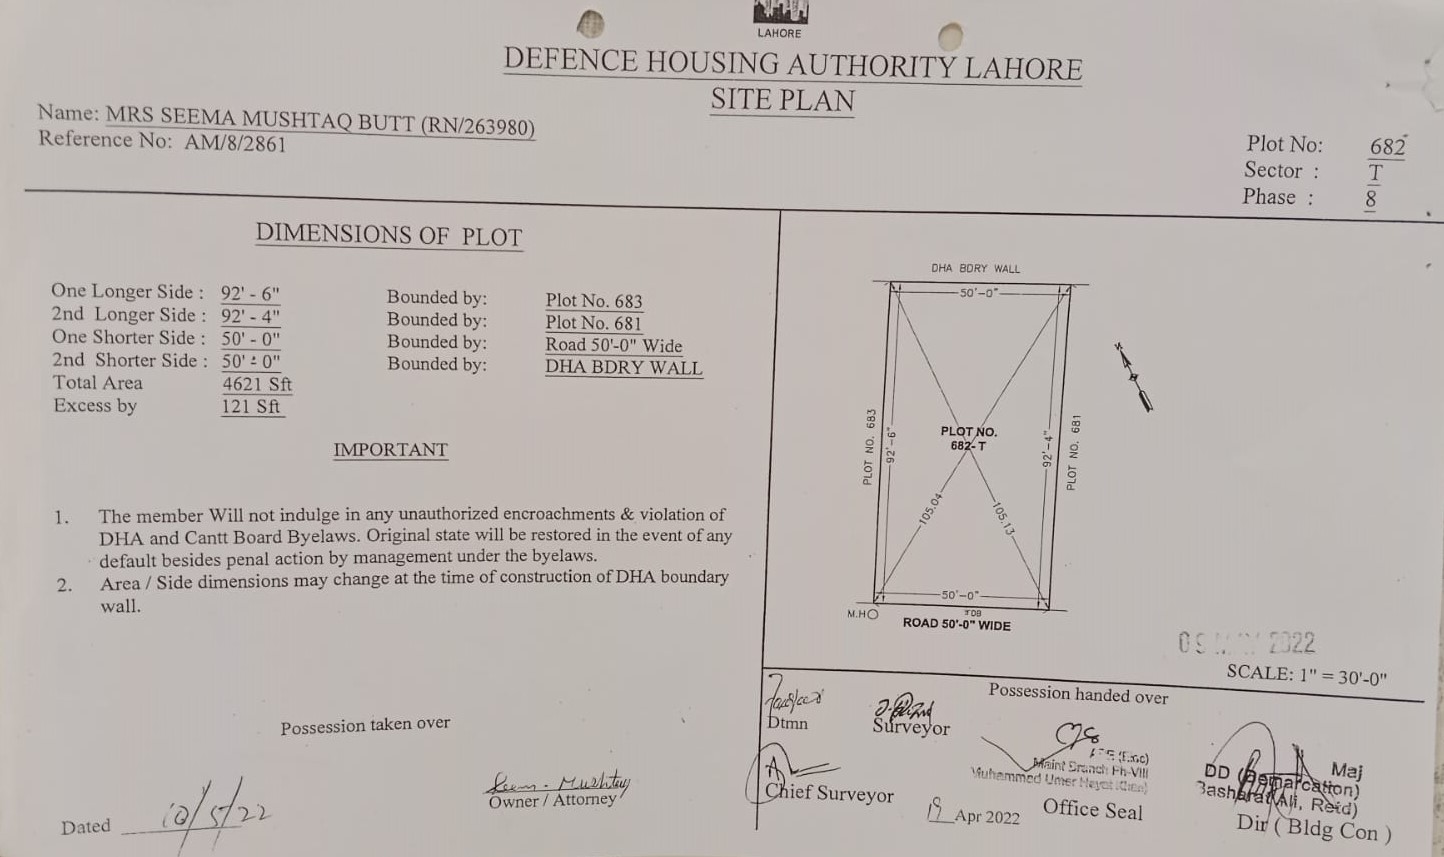 LAHORE
DEFENCE HOUSING AUTHORITY LAHORE
SITE PLAN
Name: MRS SEEMA MUSHTAQ BUTT (RN/263980)
Reference No: AM/8/2861
Plot No: 682
Sector : T
Phase : 8
DIMENSIONS OF PLOT
One Longer Side : 92' - 6" Bounded by: Plot No. 683
2nd Longer Side : 92' - 4" Bounded by: Plot No. 681
One Shorter Side : 50' - 0" Bounded by: Road 50'-0" Wide
2nd Shorter Side : 50' - 0" Bounded by: DHA BDRY WALL
Total Area 4621 Sft
Excess by 121 Sft
IMPORTANT
1. The member Will not indulge in any unauthorized encroachments & violation of
DHA and Cantt Board Byelaws. Original state will be restored in the event of any
default besides penal action by management under the byelaws.
2. Area / Side dimensions may change at the time of construction of DHA boundary
wall.
DHA BDRY WALL
50'-0"
N
PLOT NO. 683
92'-6"
PLOT NO.
682-T
92'-4"
PLOT NO. 681
105.04
105.13
50'-0"
M.H
ROAD 50'-0" WIDE
2022
SCALE: 1" = 30'-0"
Possession taken over
Dated 10/5/22
Seema Mushtaq
Owner / Attorney
Possession handed over
Dtmn
Surveyor
Chief Surveyor
Maint Branch Ph-VIII
Muhammad Umer Hayat
19 Apr 2022
Office Seal
Maj
DD (Demarcation)
Basharat Ali, Retd)
Dir ( Bldg Con )